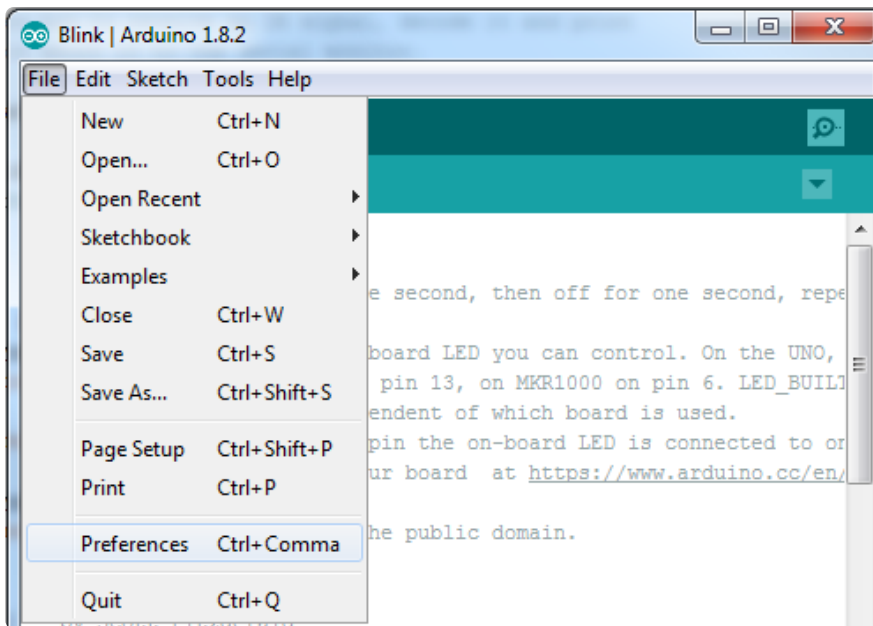 Blink | Arduino 1.8.2
File Edit Sketch Tools Help
New Ctrl+N
Open... Ctrl+O
Open Recent
Sketchbook
Examples
Close Ctrl+W
Save Ctrl+S
Save As... Ctrl+Shift+S
Page Setup Ctrl+Shift+P
Print Ctrl+P
Preferences Ctrl+Comma
Quit Ctrl+Q
e second, then off for one second, repe
board LED you can control. On the UNO,
pin 13, on MKR1000 on pin 6. LED_BUILT
endent of which board is used.
pin the on-board LED is connected to on
ur board at https://www.arduino.cc/en/
he public domain.